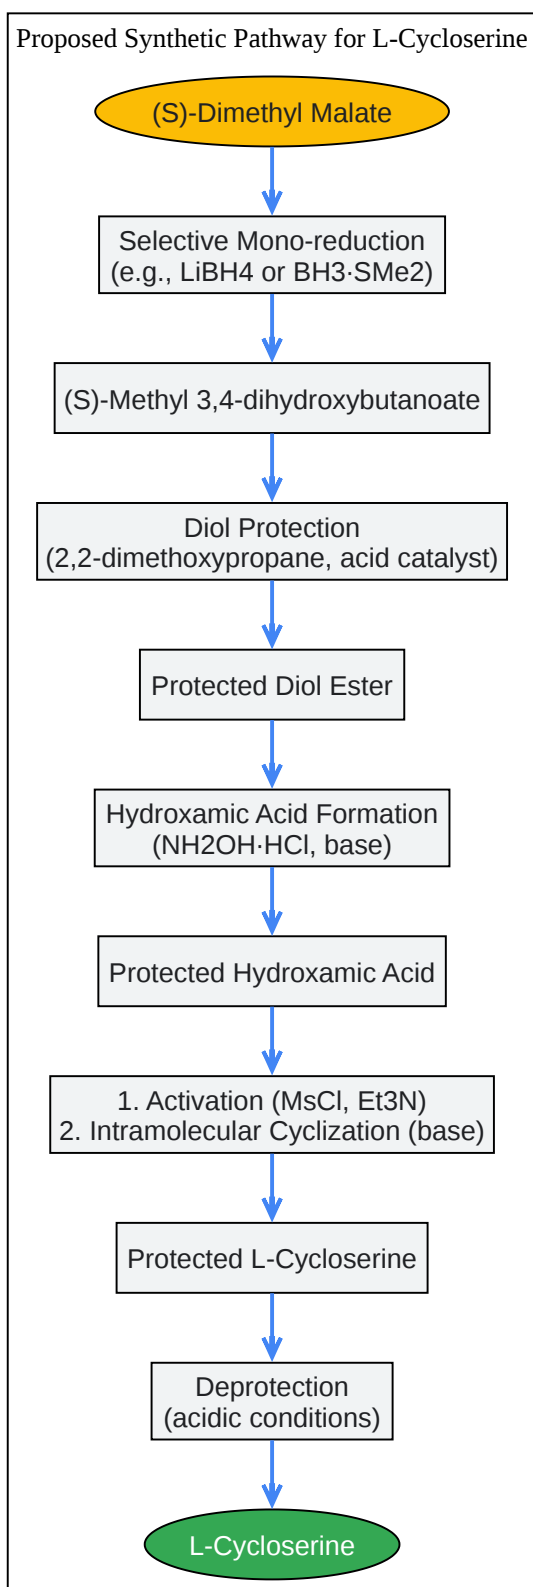 Proposed Synthetic Pathway for L-Cycloserine
(S)-Dimethyl Malate
Selective Mono-reduction
(e.g., LiBH4 or BH3·SMe2)
(S)-Methyl 3,4-dihydroxybutanoate
Diol Protection
(2,2-dimethoxypropane, acid catalyst)
Protected Diol Ester
Hydroxamic Acid Formation
(NH2OH·HCl, base)
Protected Hydroxamic Acid
1. Activation (MsCl, Et3N)
2. Intramolecular Cyclization (base)
Protected L-Cycloserine
Deprotection
(acidic conditions)
L-Cycloserine